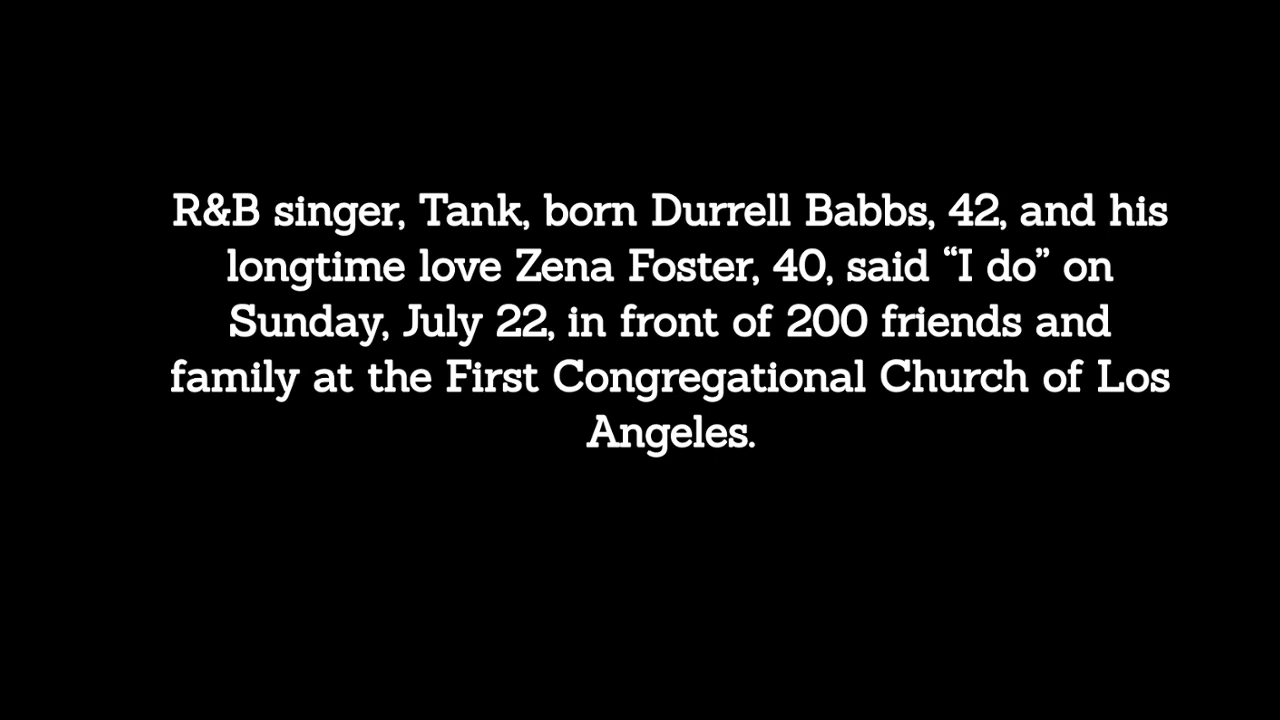 R&B singer, Tank, born Durrell Babbs, 42, and his
longtime love Zena Foster, 40, said “I do” on
Sunday, July 22, in front of 200 friends and
family at the First Congregational Church of Los
Angeles.